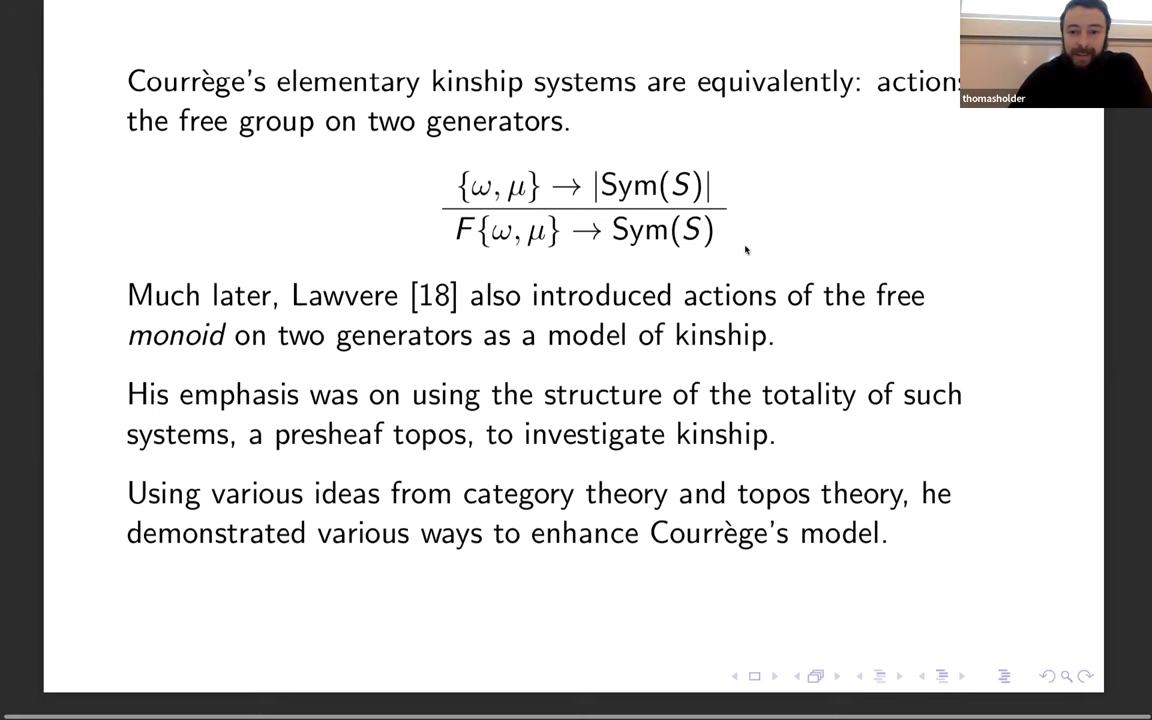 Courrège's elementary kinship systems are equivalently: actions
the free group on two generators.
{ω, μ} → |Sym(S)|
F{ω, μ} → Sym(S)
Much later, Lawvere [18] also introduced actions of the free
monoid on two generators as a model of kinship.
His emphasis was on using the structure of the totality of such
systems, a presheaf topos, to investigate kinship.
Using various ideas from category theory and topos theory, he
demonstrated various ways to enhance Courrège's model.
thomasholder